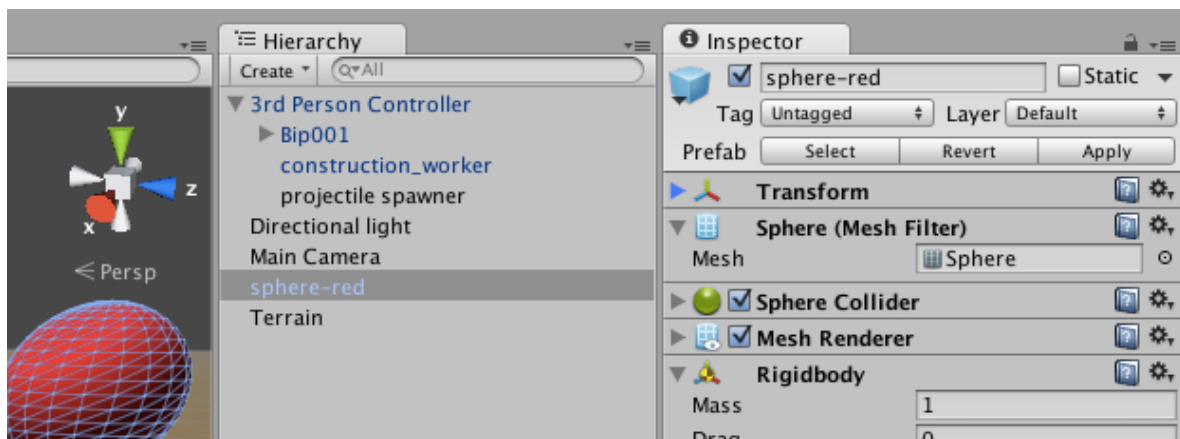 y
z
x
Persp
Hierarchy
Create
All
3rd Person Controller
Bip001
construction_worker
projectile spawner
Directional light
Main Camera
sphere-red
Terrain
Inspector
sphere-red Static
Tag Untagged Layer Default
Prefab Select Revert Apply
Transform
Sphere (Mesh Filter)
Mesh Sphere
Sphere Collider
Mesh Renderer
Rigidbody
Mass 1
Drag 0